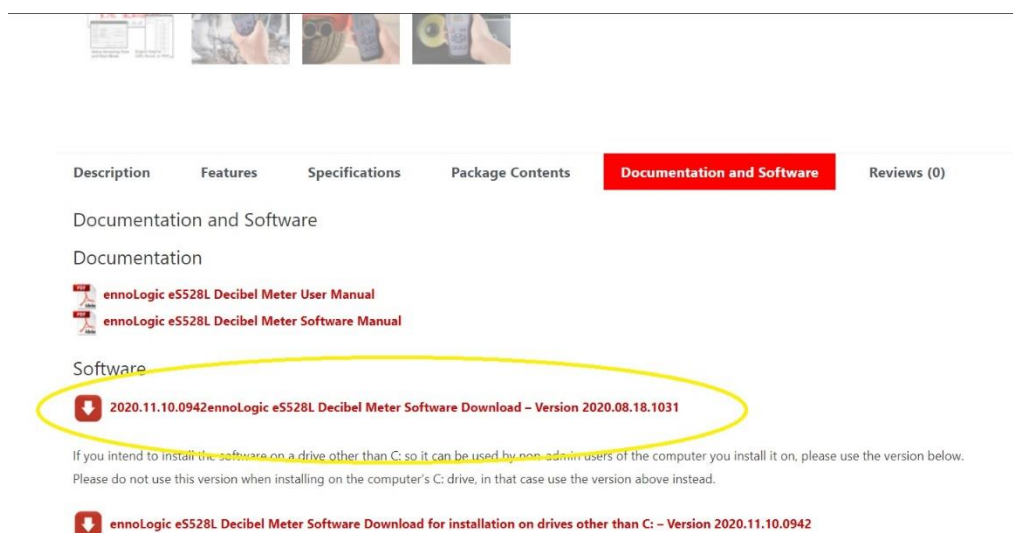 Description Features Specifications Package Contents Documentation and Software Reviews (0)
Documentation and Software
Documentation
ennoLogic eS528L Decibel Meter User Manual
ennoLogic eS528L Decibel Meter Software Manual
Software
2020.11.10.0942ennoLogic eS528L Decibel Meter Software Download – Version 2020.08.18.1031
If you intend to install the software on a drive other than C: so it can be used by non-admin users of the computer you install it on, please use the version below.
Please do not use this version when installing on the computer's C: drive, in that case use the version above instead.
ennoLogic eS528L Decibel Meter Software Download for installation on drives other than C: – Version 2020.11.10.0942